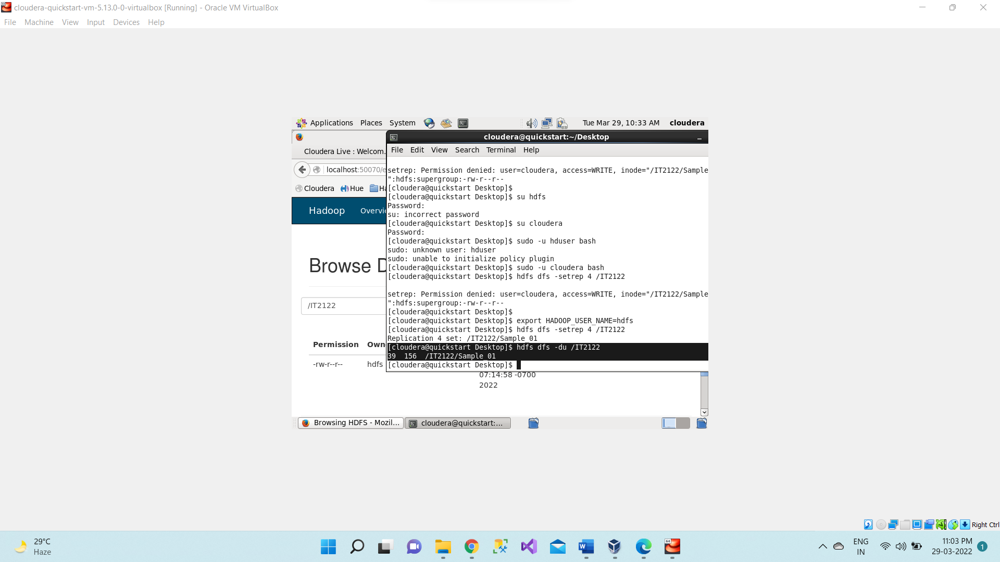 cloudera-quickstart-vm-5.13.0-0-virtualbox [Running] - Oracle VM VirtualBox
File Machine View Input Devices Help
Applications Places System Tue Mar 29, 10:33 AM cloudera
cloudera@quickstart:~/Desktop
Cloudera Live : Welcom...
File Edit View Search Terminal Help
localhost:50070/e
Cloudera Hue Ha
Hadoop Overvie
Browse D
/IT2122
Permission Own
-rw-r--r-- hdfs
setrep: Permission denied: user=cloudera, access=WRITE, inode="/IT2122/Sample
":hdfs:supergroup:-rw-r--r--
[cloudera@quickstart Desktop]$
[cloudera@quickstart Desktop]$ su hdfs
Password:
su: incorrect password
[cloudera@quickstart Desktop]$ su cloudera
Password:
[cloudera@quickstart Desktop]$ sudo -u hduser bash
sudo: unknown user: hduser
sudo: unable to initialize policy plugin
[cloudera@quickstart Desktop]$ sudo -u cloudera bash
[cloudera@quickstart Desktop]$ hdfs dfs -setrep 4 /IT2122
setrep: Permission denied: user=cloudera, access=WRITE, inode="/IT2122/Sample
":hdfs:supergroup:-rw-r--r--
[cloudera@quickstart Desktop]$
[cloudera@quickstart Desktop]$ export HADOOP_USER_NAME=hdfs
[cloudera@quickstart Desktop]$ hdfs dfs -setrep 4 /IT2122
Replication 4 set: /IT2122/Sample_01
[cloudera@quickstart Desktop]$ hdfs dfs -du /IT2122
39 156 /IT2122/Sample_01
[cloudera@quickstart Desktop]$
07:14:58 -0700
2022
Browsing HDFS - Mozil... cloudera@quickstart:...
Right Ctrl
29°C
Haze
ENG
IN
11:03 PM
29-03-2022
1